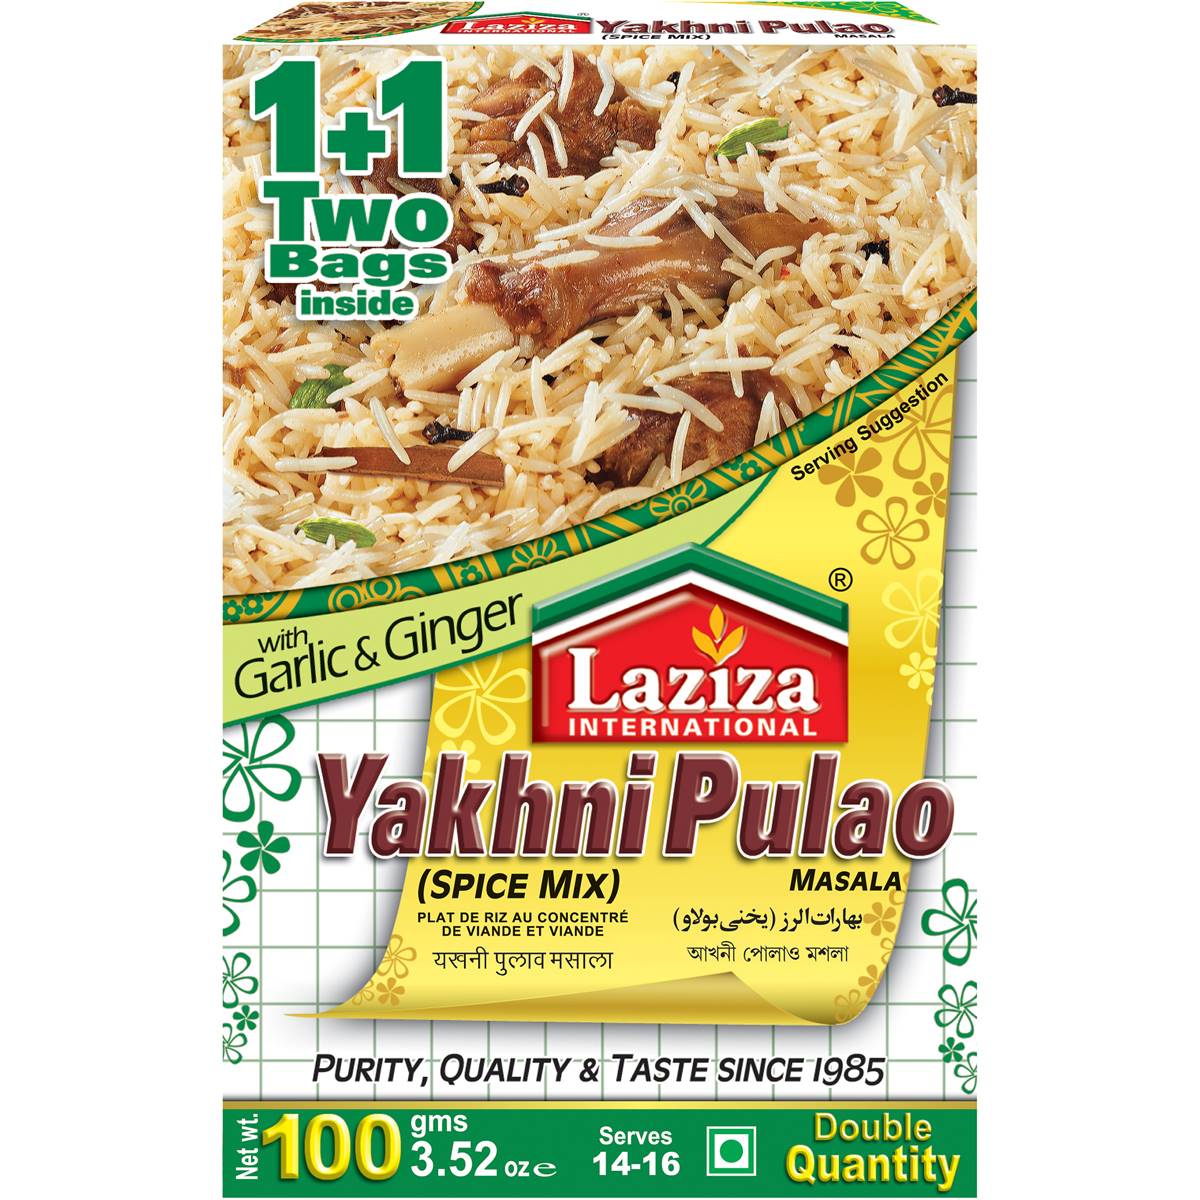 Laziza
INTERNATIONAL
Yakhni Pulao
(SPICE MIX)
MASALA
1+1
Two
Bags
inside
Serving Suggestion
with
Garlic & Ginger
®
Laziza
INTERNATIONAL
Yakhni Pulao
(SPICE MIX)
MASALA
PLAT DE RIZ AU CONCENTRÉ
DE VIANDE ET VIANDE
بهارات الرز (يخني بولاو)
यखनी पुलाव मसाला
আখনী পোলাও মশলা
PURITY, QUALITY & TASTE SINCE 1985
Net wt.
100 gms
3.52 oz e
Serves
14-16
Double
Quantity